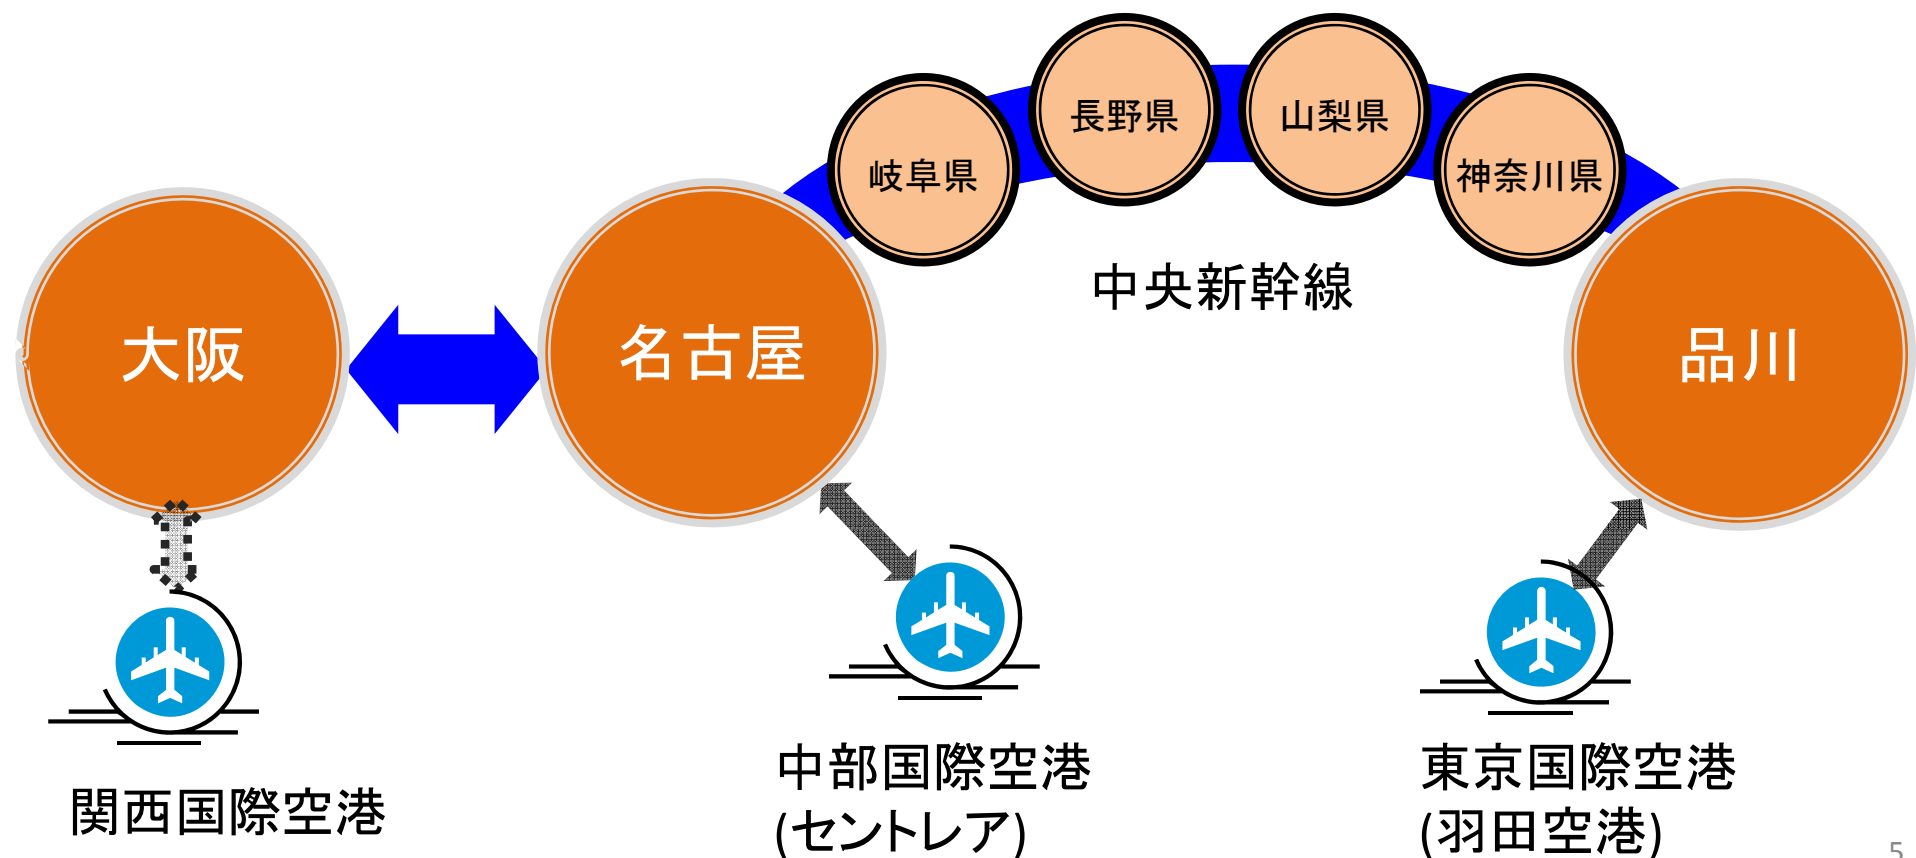 長野県
山梨県
岐阜県
神奈川県
中央新幹線
大阪
名古屋
品川
関西国際空港
中部国際空港
(セントレア)
東京国際空港
(羽田空港)
5